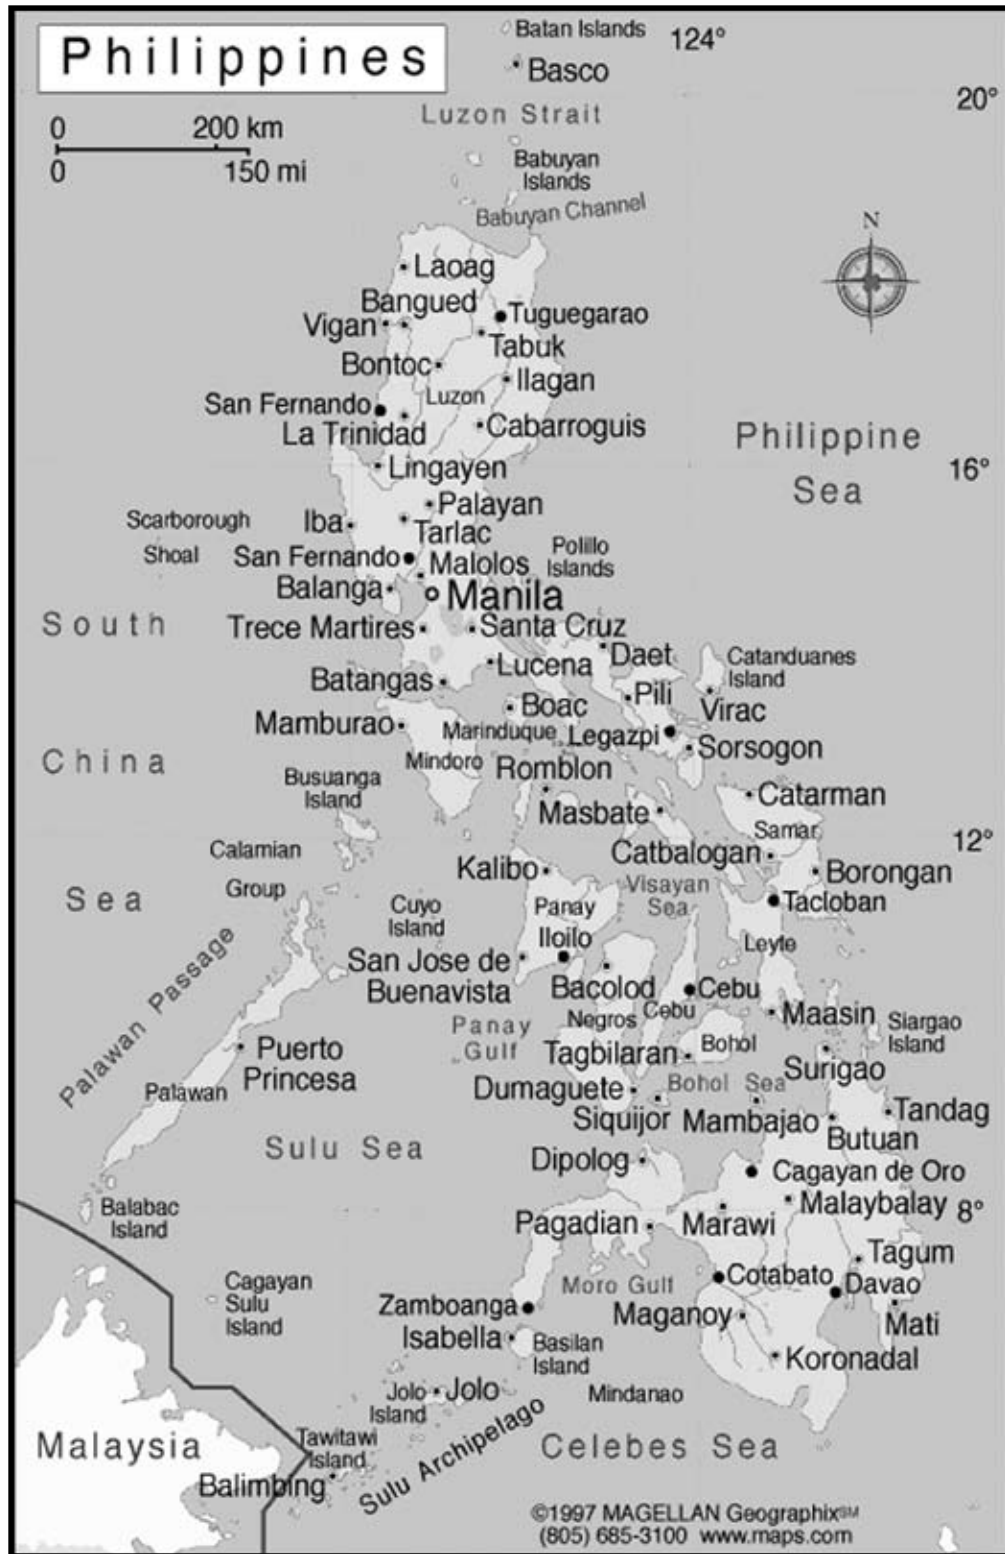 Batan Islands
124°
Philippines
Basco
20°
Luzon Strait
0 200 km
0 150 mi
Babuyan
Islands
Babuyan Channel
N
Laoag
Bangued
Vigan
Tuguegarao
Tabuk
Bontoc
Ilagan
Luzon
San Fernando
La Trinidad
Cabarroguis
Philippine
Sea
16°
Lingayen
Palayan
Iba
Tarlac
Scarborough
Shoal
San Fernando
Malolos
Polillo
Islands
Balanga
Manila
South
Trece Martires
Santa Cruz
Daet
Catanduanes
Island
Lucena
Batangas
Pili
Virac
Boac
Mamburao
Marinduque
Legazpi
Sorsogon
China
Mindoro
Romblon
Busuanga
Island
Masbate
Catarman
Samar
12°
Calamian
Group
Catbalogan
Kalibo
Borongan
Visayan
Sea
Sea
Cuyo
Island
Panay
Tacloban
Iloilo
Leyte
Palawan Passage
San Jose de
Buenavista
Bacolod
Cebu
Negros
Cebu
Maasin
Siargao
Island
Panay
Gulf
Puerto
Princesa
Tagbilaran
Bohol
Surigao
Palawan
Dumaguete
Bohol Sea
Siquijor
Mambajao
Tandag
Butuan
Sulu Sea
Dipolog
Cagayan de Oro
Balabac
Island
Malaybalay
8°
Pagadian
Marawi
Tagum
Cagayan
Sulu
Island
Moro Gulf
Cotabato
Davao
Zamboanga
Maganoy
Mati
Isabella
Basilan
Island
Koronadal
Jolo
Island
Jolo
Mindanao
Malaysia
Tawitawi
Island
Sulu Archipelago
Celebes Sea
Balimbing
©1997 MAGELLAN Geographix℠
(805) 685-3100 www.maps.com